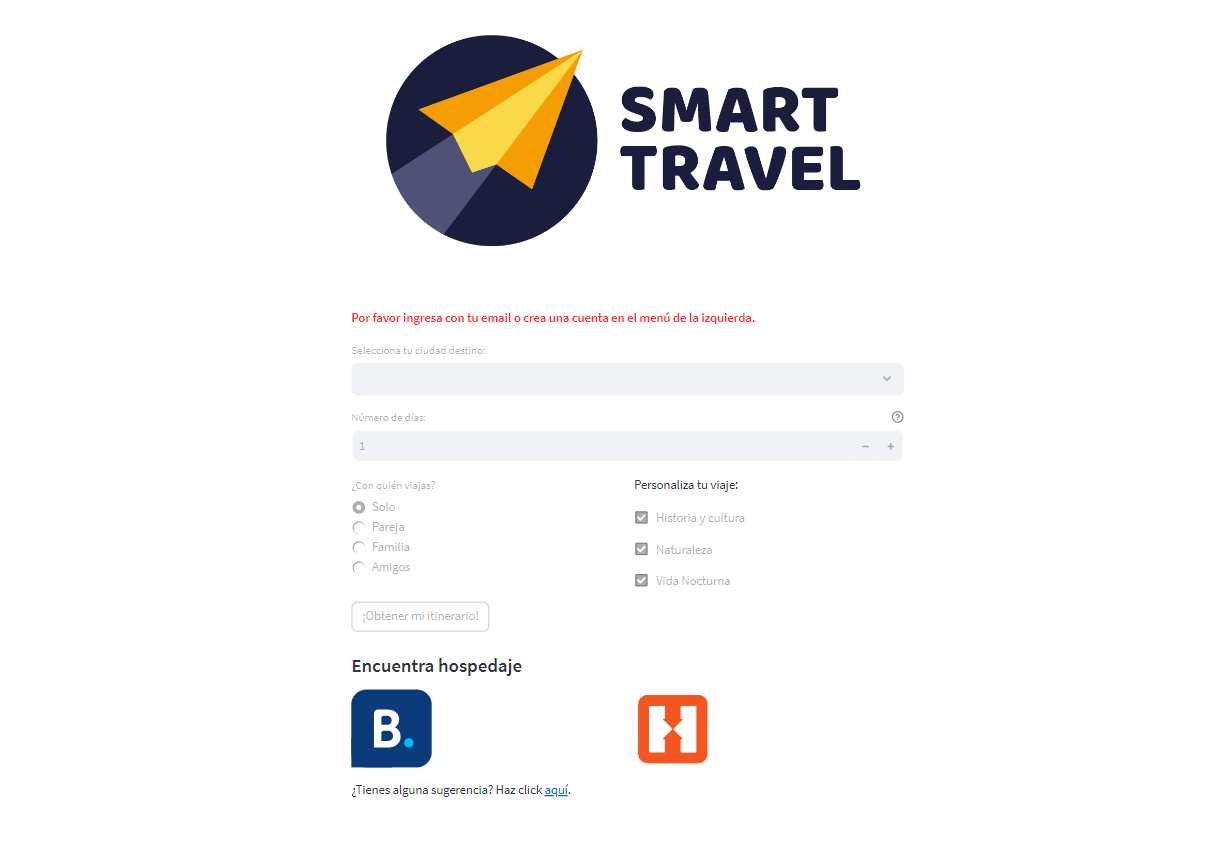 SMART
TRAVEL
Por favor ingresa con tu email o crea una cuenta en el menú de la izquierda.
Selecciona tu ciudad destino:
Número de días:
1
¿Con quién viajas?
Solo
Pareja
Familia
Amigos
Personaliza tu viaje:
Historia y cultura
Naturaleza
Vida Nocturna
¡Obtener mi itinerario!
Encuentra hospedaje
B.
H
¿Tienes alguna sugerencia? Haz click aquí.